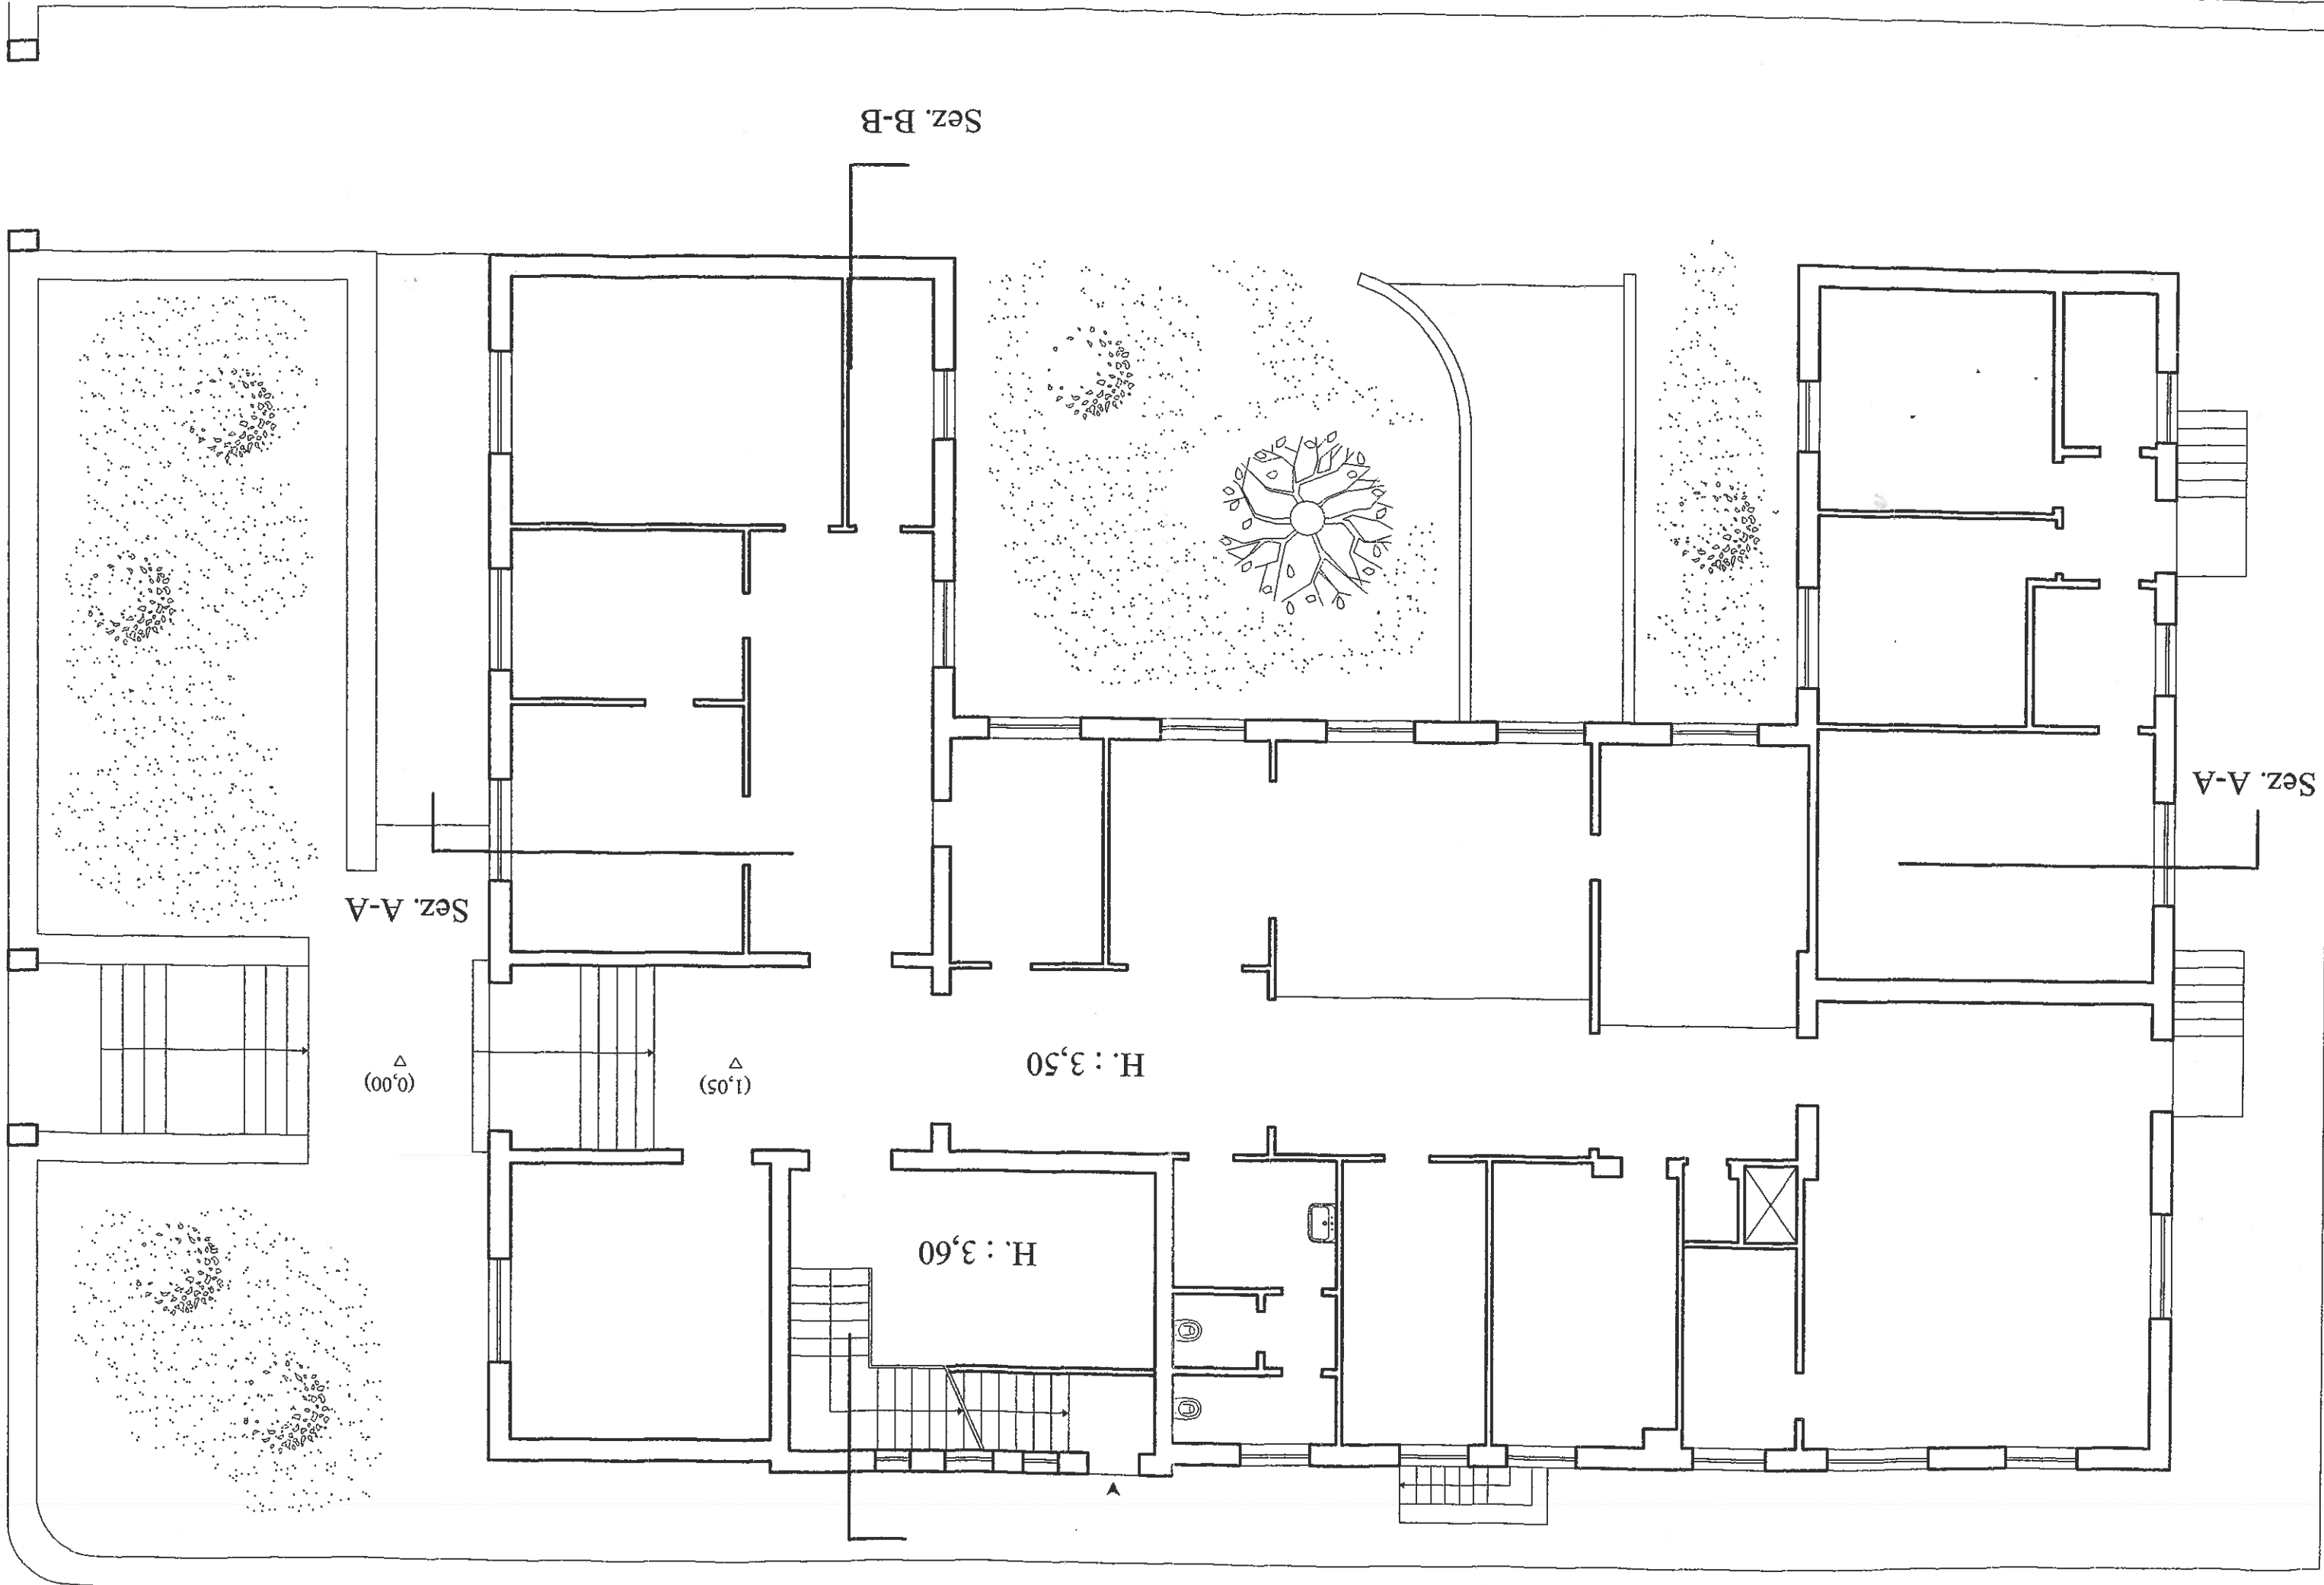 Sez. B-B
Sez. A-A
Sez. A-A
(0,00)
(1,05)
H. : 3,50
H. : 3,60